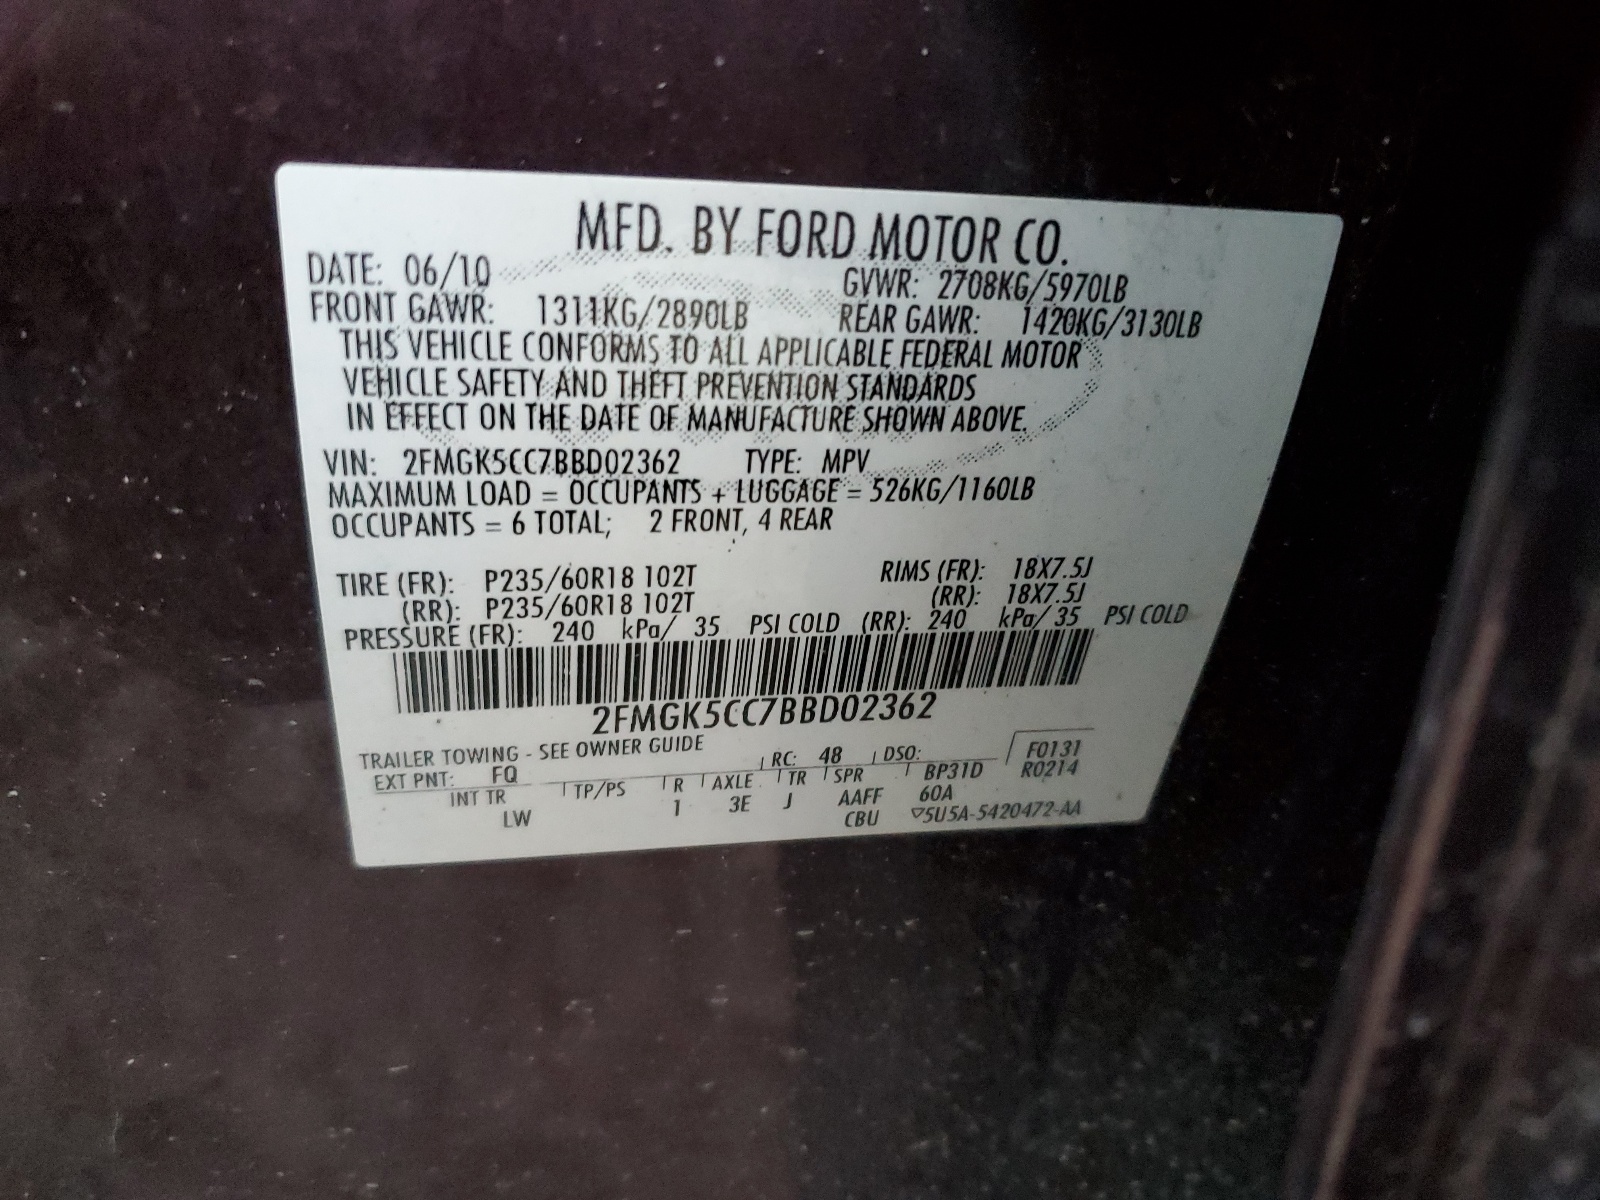 MFD. BY FORD MOTOR CO.
DATE: 06/10 GVWR: 2708KG/5970LB
FRONT GAWR: 1311KG/2890LB REAR GAWR: 1420KG/3130LB
THIS VEHICLE CONFORMS TO ALL APPLICABLE FEDERAL MOTOR
VEHICLE SAFETY AND THEFT PREVENTION STANDARDS
IN EFFECT ON THE DATE OF MANUFACTURE SHOWN ABOVE.
VIN: 2FMGK5CC7BBD02362 TYPE: MPV
MAXIMUM LOAD = OCCUPANTS + LUGGAGE = 526KG/1160LB
OCCUPANTS = 6 TOTAL; 2 FRONT, 4 REAR
TIRE (FR): P235/60R18 102T RIMS (FR): 18X7.5J
(RR): P235/60R18 102T (RR): 18X7.5J
PRESSURE (FR): 240 kPa/ 35 PSI COLD (RR): 240 kPa/ 35 PSI COLD
2FMGK5CC7BBD02362
TRAILER TOWING - SEE OWNER GUIDE RC: 48 DSO: F0131
EXT PNT: FQ R0214
INT TR TP/PS R AXLE TR SPR BP31D
LW 1 3E J AAFF 60A
CBU ▽5U5A-5420472-AA